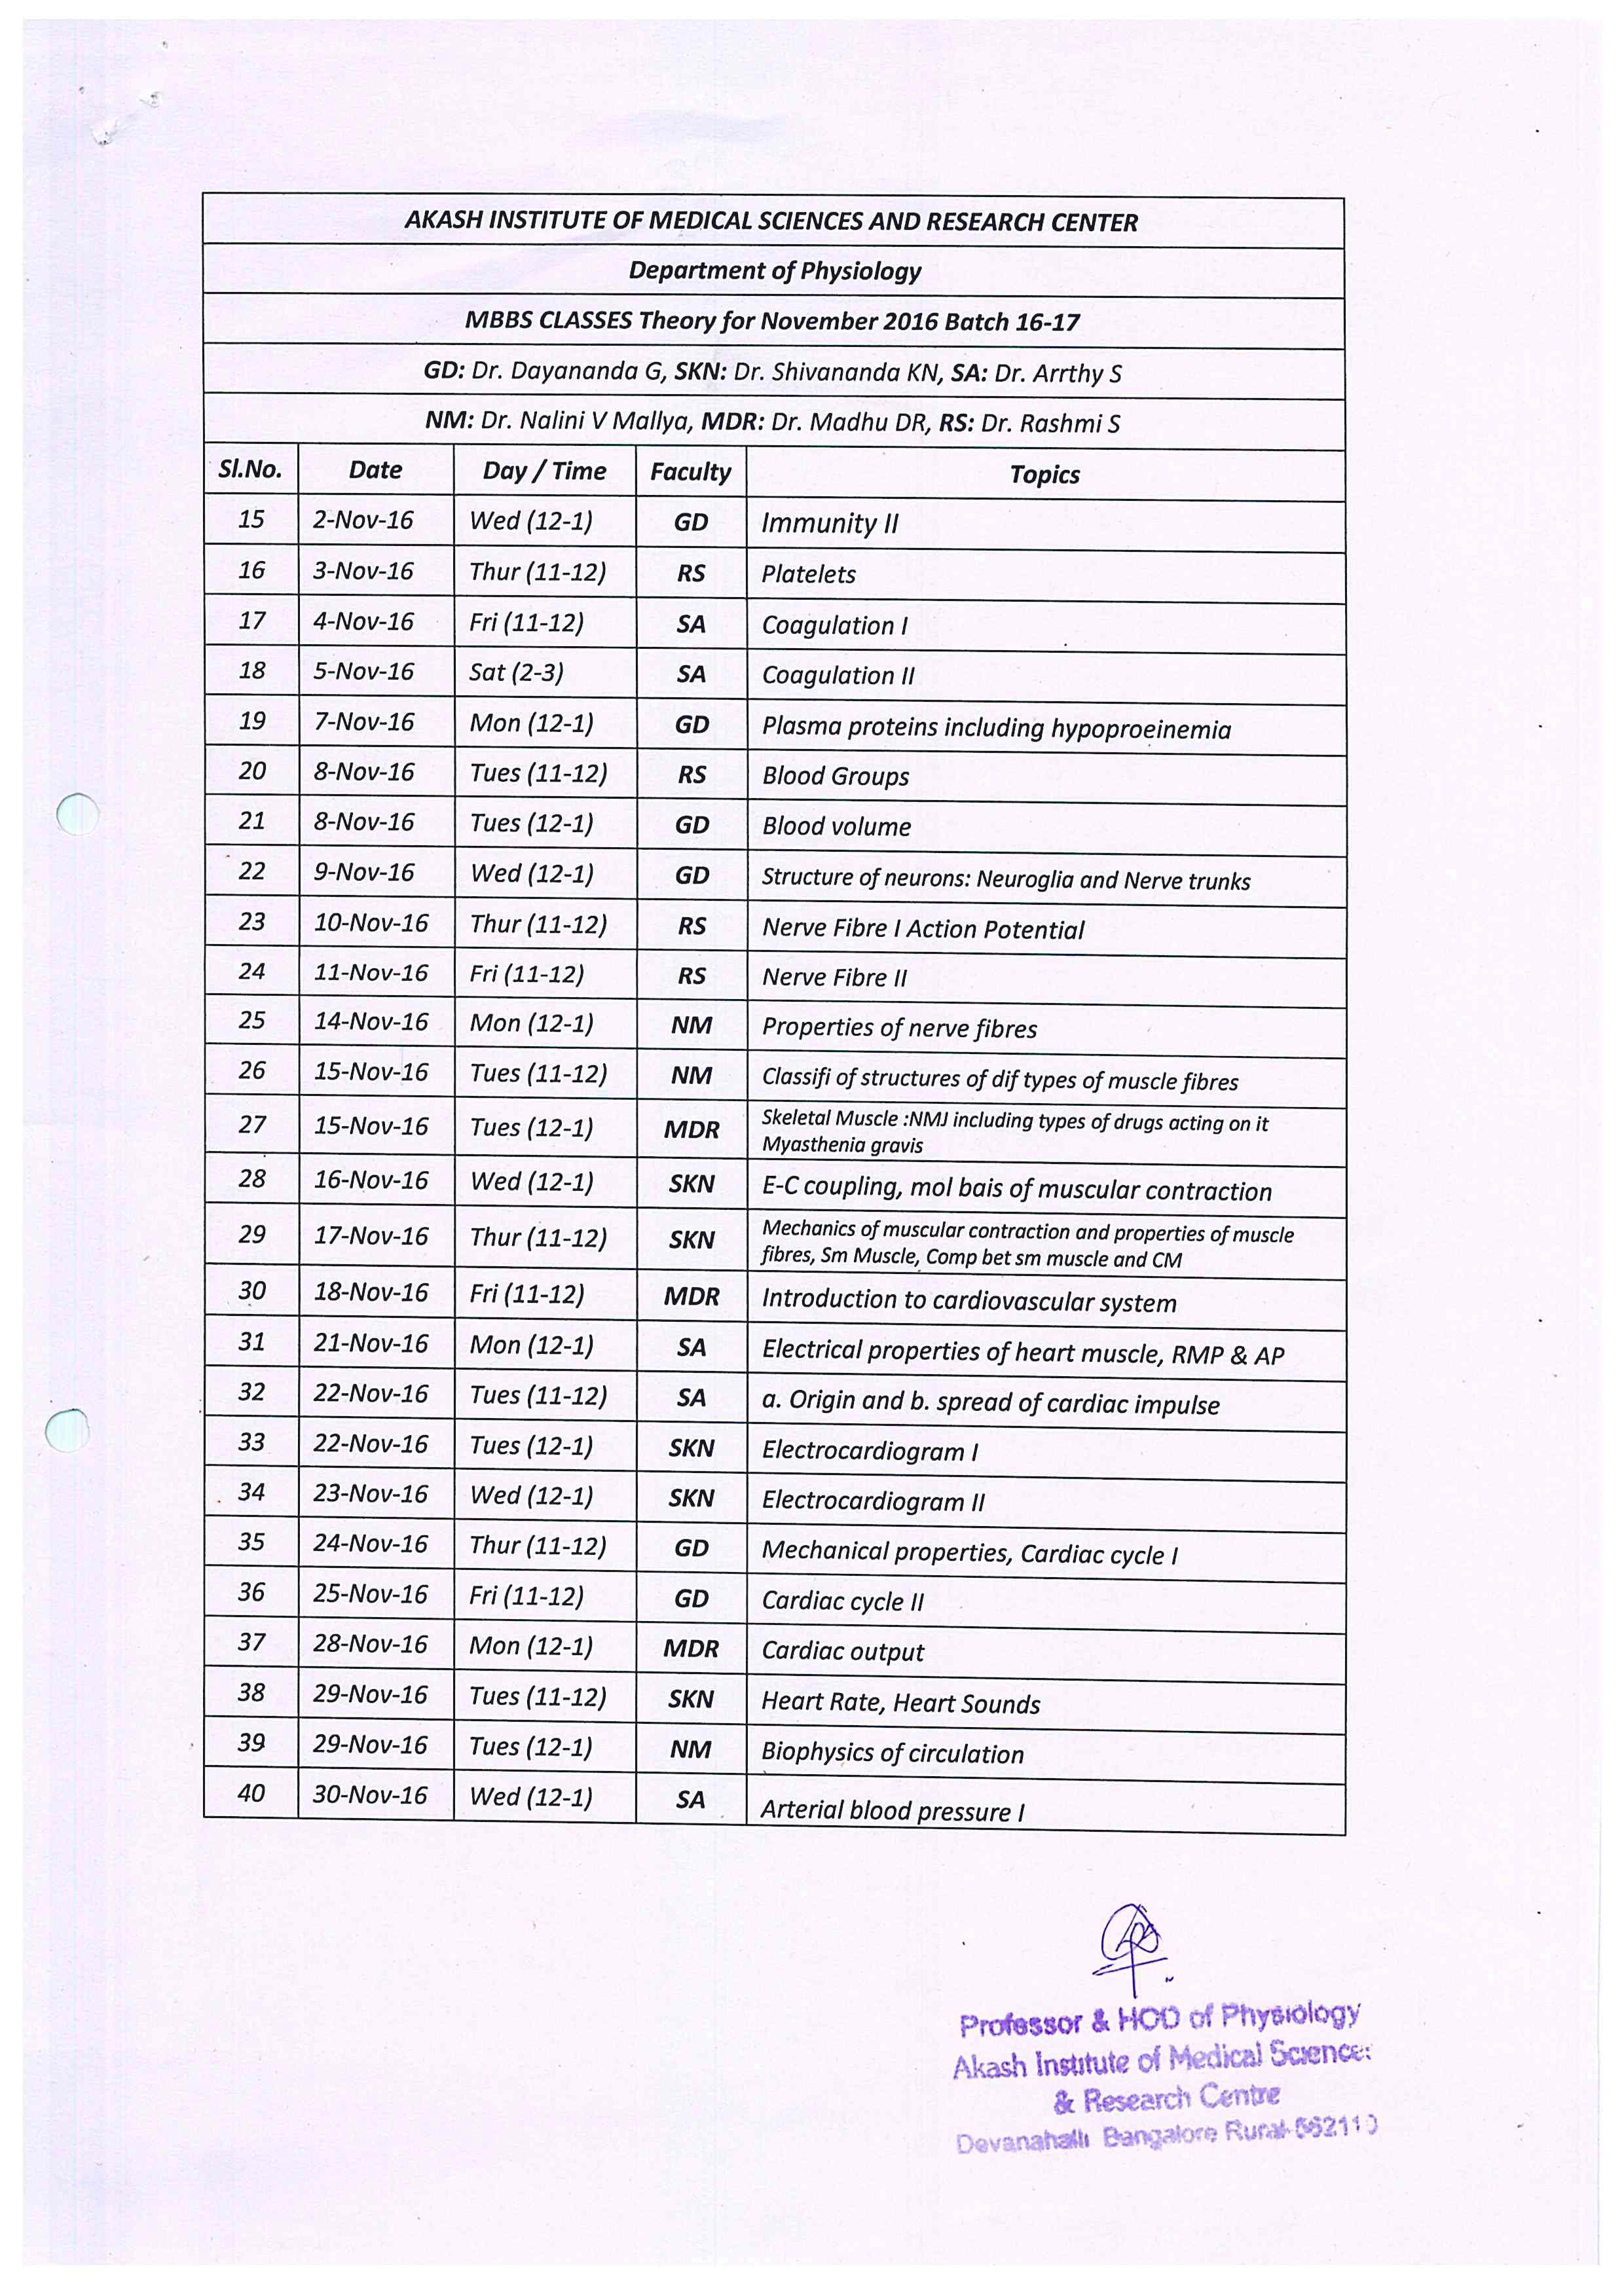 AKASH INSTITUTE OF MEDICAL SCIENCES AND RESEARCH CENTER
Department of Physiology
MBBS CLASSES Theory for November 2016 Batch 16-17
GD: Dr. Dayananda G, SKN: Dr. Shivananda KN, SA: Dr. Arrthy S
NM: Dr. Nalini V Mallya, MDR: Dr. Madhu DR, RS: Dr. Rashmi S
Sl.No. Date Day / Time Faculty Topics
15 2-Nov-16 Wed (12-1) GD Immunity II
16 3-Nov-16 Thur (11-12) RS Platelets
17 4-Nov-16 Fri (11-12) SA Coagulation I
18 5-Nov-16 Sat (2-3) SA Coagulation II
19 7-Nov-16 Mon (12-1) GD Plasma proteins including hypoproeinemia
20 8-Nov-16 Tues (11-12) RS Blood Groups
21 8-Nov-16 Tues (12-1) GD Blood volume
22 9-Nov-16 Wed (12-1) GD Structure of neurons: Neuroglia and Nerve trunks
23 10-Nov-16 Thur (11-12) RS Nerve Fibre I Action Potential
24 11-Nov-16 Fri (11-12) RS Nerve Fibre II
25 14-Nov-16 Mon (12-1) NM Properties of nerve fibres
26 15-Nov-16 Tues (11-12) NM Classifi of structures of dif types of muscle fibres
27 15-Nov-16 Tues (12-1) MDR Skeletal Muscle :NMJ including types of drugs acting on it
Myasthenia gravis
28 16-Nov-16 Wed (12-1) SKN E-C coupling, mol bais of muscular contraction
29 17-Nov-16 Thur (11-12) SKN Mechanics of muscular contraction and properties of muscle
fibres, Sm Muscle, Comp bet sm muscle and CM
30 18-Nov-16 Fri (11-12) MDR Introduction to cardiovascular system
31 21-Nov-16 Mon (12-1) SA Electrical properties of heart muscle, RMP & AP
32 22-Nov-16 Tues (11-12) SA a. Origin and b. spread of cardiac impulse
33 22-Nov-16 Tues (12-1) SKN Electrocardiogram I
34 23-Nov-16 Wed (12-1) SKN Electrocardiogram II
35 24-Nov-16 Thur (11-12) GD Mechanical properties, Cardiac cycle I
36 25-Nov-16 Fri (11-12) GD Cardiac cycle II
37 28-Nov-16 Mon (12-1) MDR Cardiac output
38 29-Nov-16 Tues (11-12) SKN Heart Rate, Heart Sounds
39 29-Nov-16 Tues (12-1) NM Biophysics of circulation
40 30-Nov-16 Wed (12-1) SA Arterial blood pressure I
Professor & HOD of Physiology
Akash Institute of Medical Sciences
& Research Centre
Devanahalli Bangalore Rural-562110